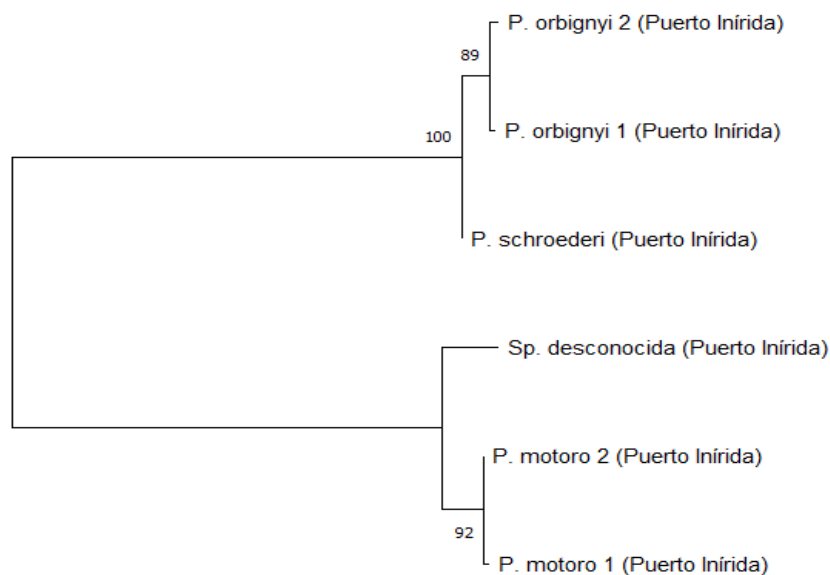 P. orbignyi 2 (Puerto Inírida)
89
P. orbignyi 1 (Puerto Inírida)
100
P. schroederi (Puerto Inírida)
Sp. desconocida (Puerto Inírida)
P. motoro 2 (Puerto Inírida)
92
P. motoro 1 (Puerto Inírida)